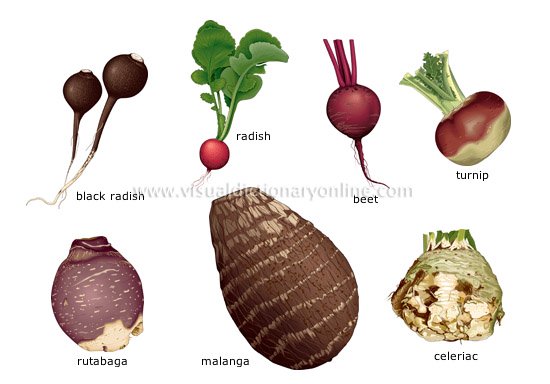 radish
black radish
www.visualdictionaryonline.com
beet
turnip
rutabaga
malanga
celeriac